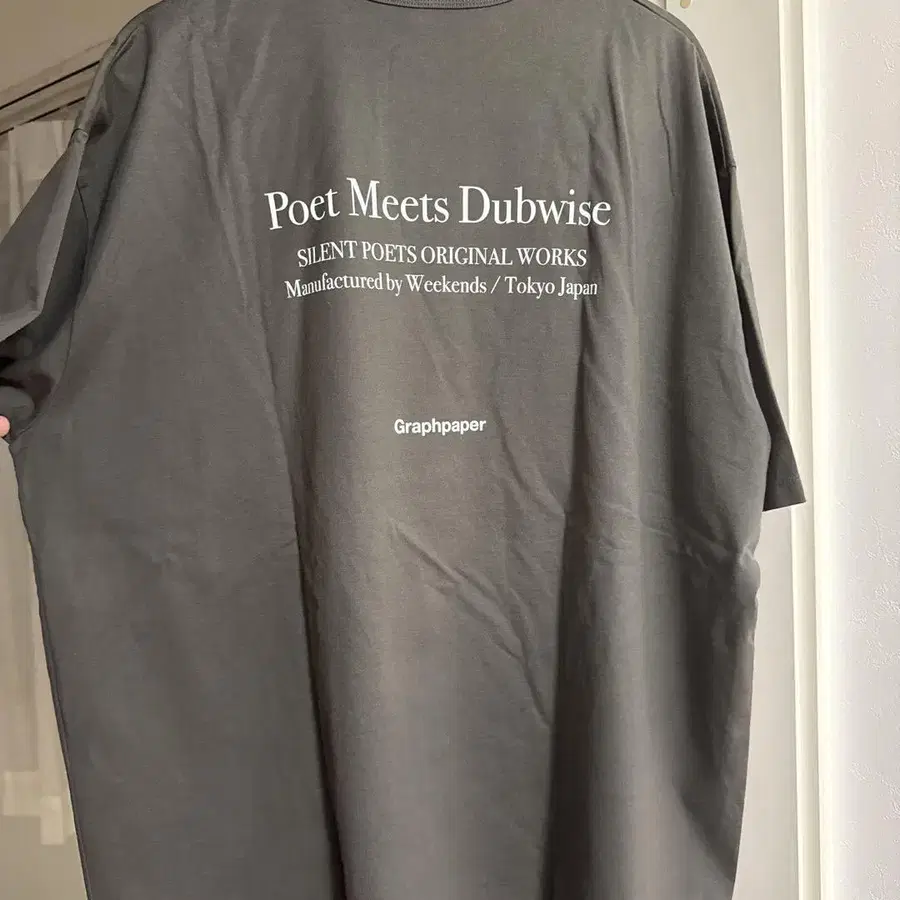 Poet Meets Dubwise
SILENT POETS ORIGINAL WORKS
Manufactured by Weekends / Tokyo Japan
Graphpaper